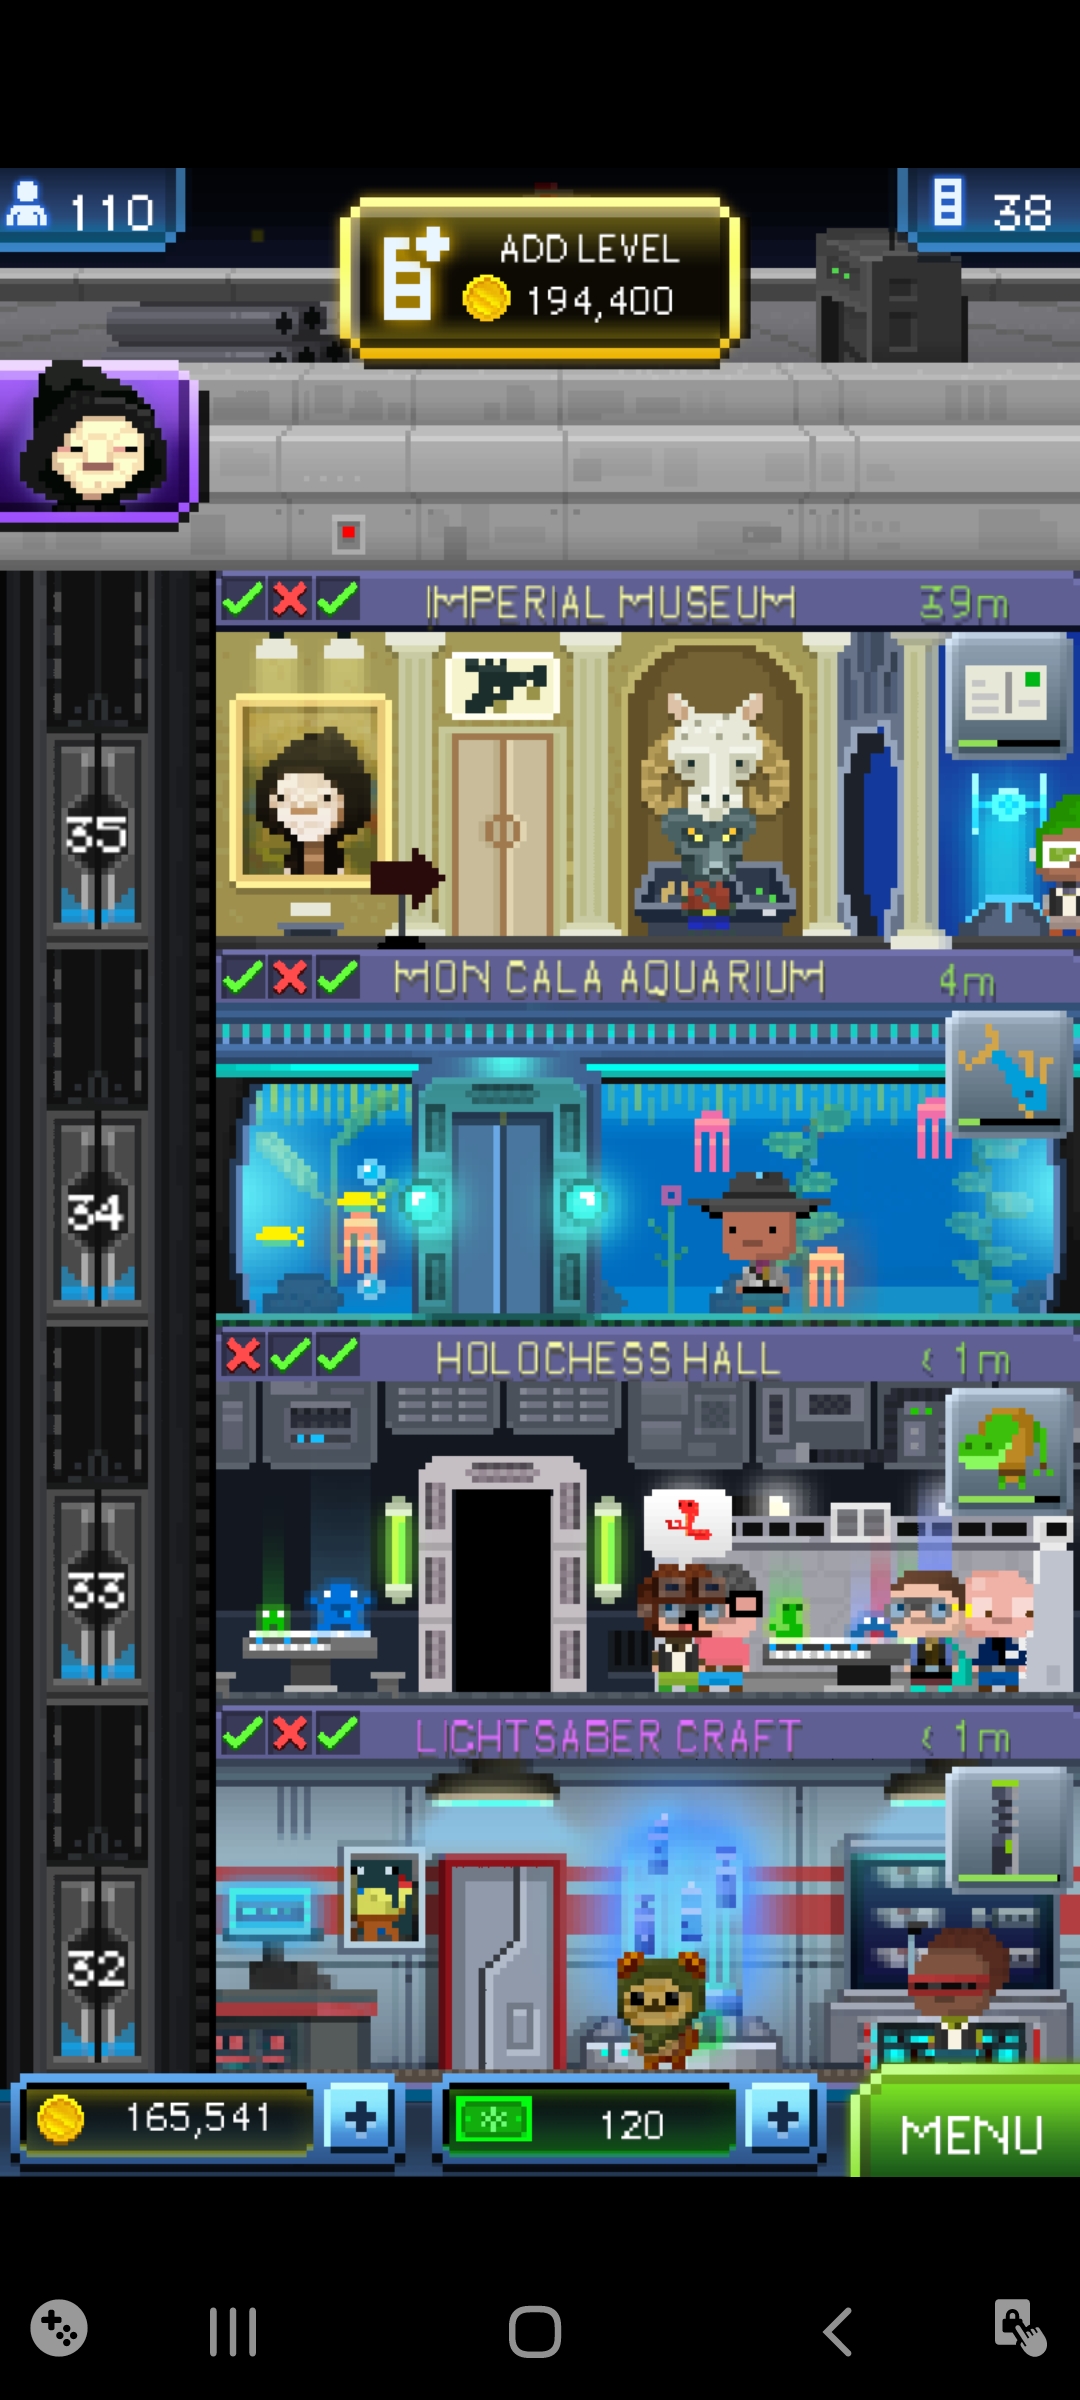 110
38
ADD LEVEL
194,400
IMPERIAL MUSEUM
39m
35
MON CALA AQUARIUM
4m
34
HOLOCHESS HALL
< 1m
33
LIGHTSABER CRAFT
< 1m
32
165,541
120
MENU